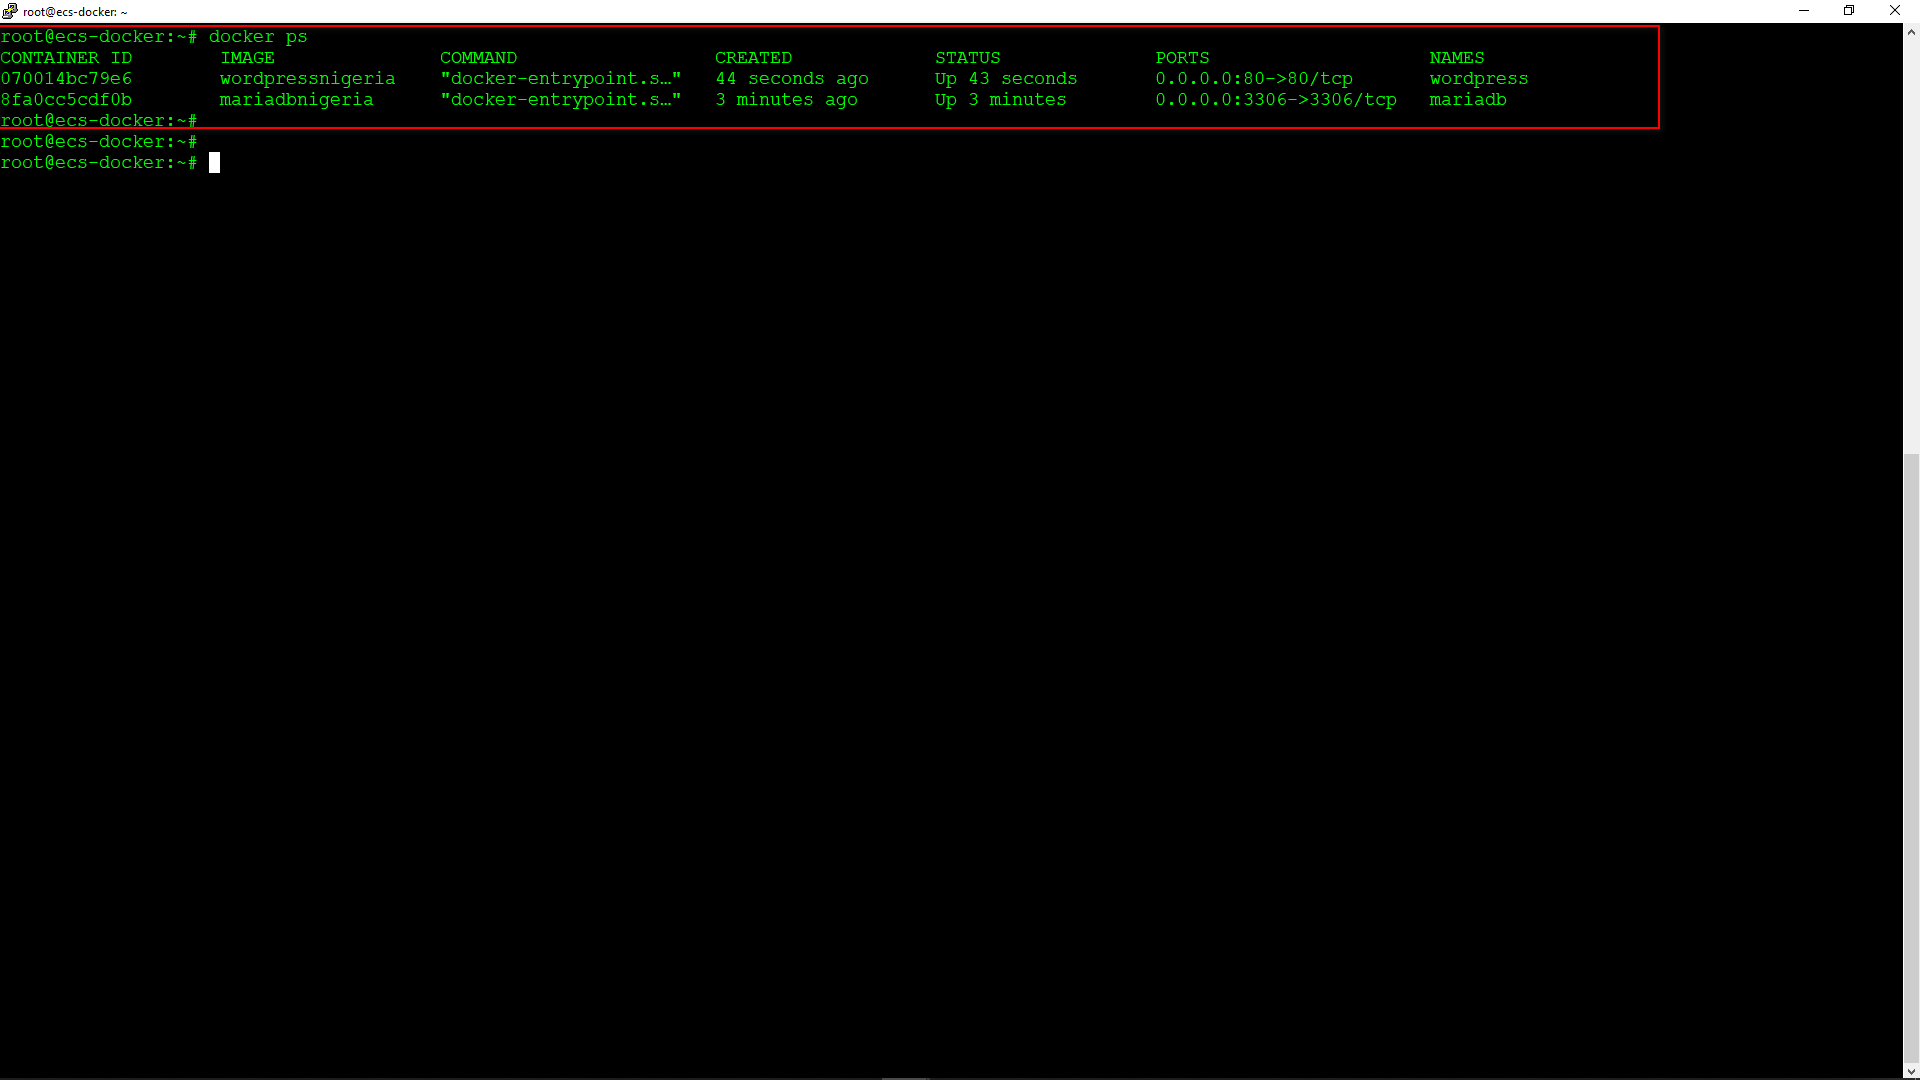 root@ecs-docker: ~
root@ecs-docker:~# docker ps
CONTAINER ID        IMAGE               COMMAND                  CREATED             STATUS              PORTS                    NAMES
070014bc79e6        wordpressnigeria    "docker-entrypoint.s…"   44 seconds ago      Up 43 seconds       0.0.0.0:80->80/tcp       wordpress
8fa0cc5cdf0b        mariadbnigeria      "docker-entrypoint.s…"   3 minutes ago       Up 3 minutes        0.0.0.0:3306->3306/tcp   mariadb
root@ecs-docker:~#
root@ecs-docker:~#
root@ecs-docker:~#